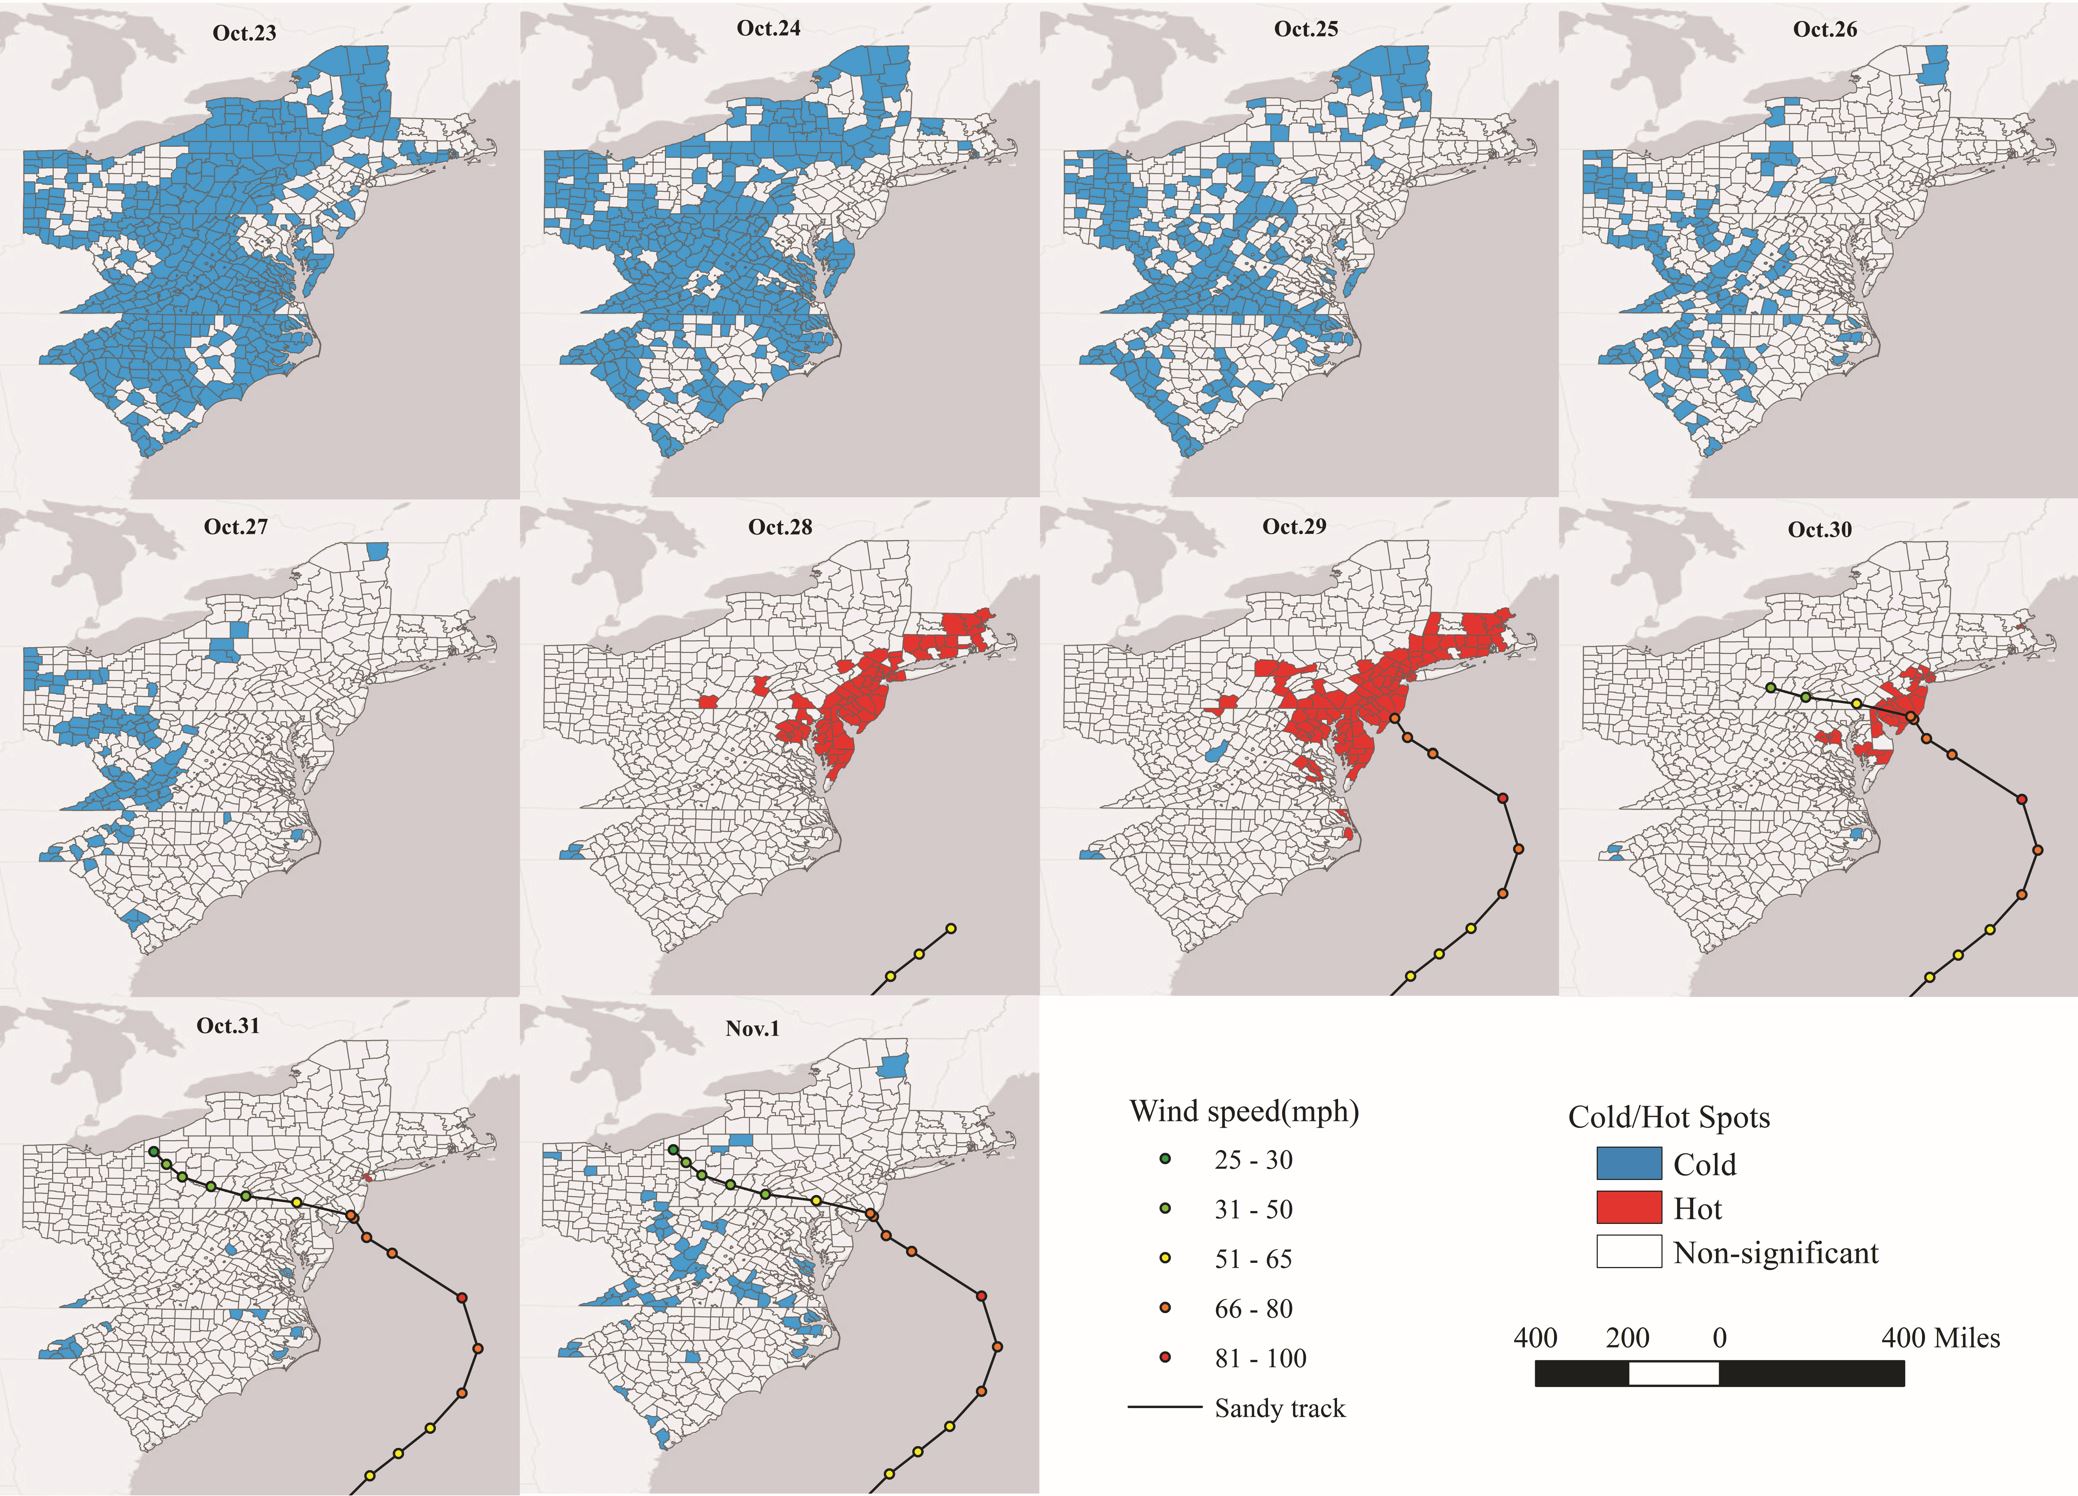 Oct.23
Oct.24
Oct.25
Oct.26
Oct.27
Oct.28
Oct.29
Oct.30
Oct.31
Nov.1
Wind speed(mph)
25 - 30
31 - 50
51 - 65
66 - 80
81 - 100
Sandy track
Cold/Hot Spots
Cold
Hot
Non-significant
400 200 0 400 Miles